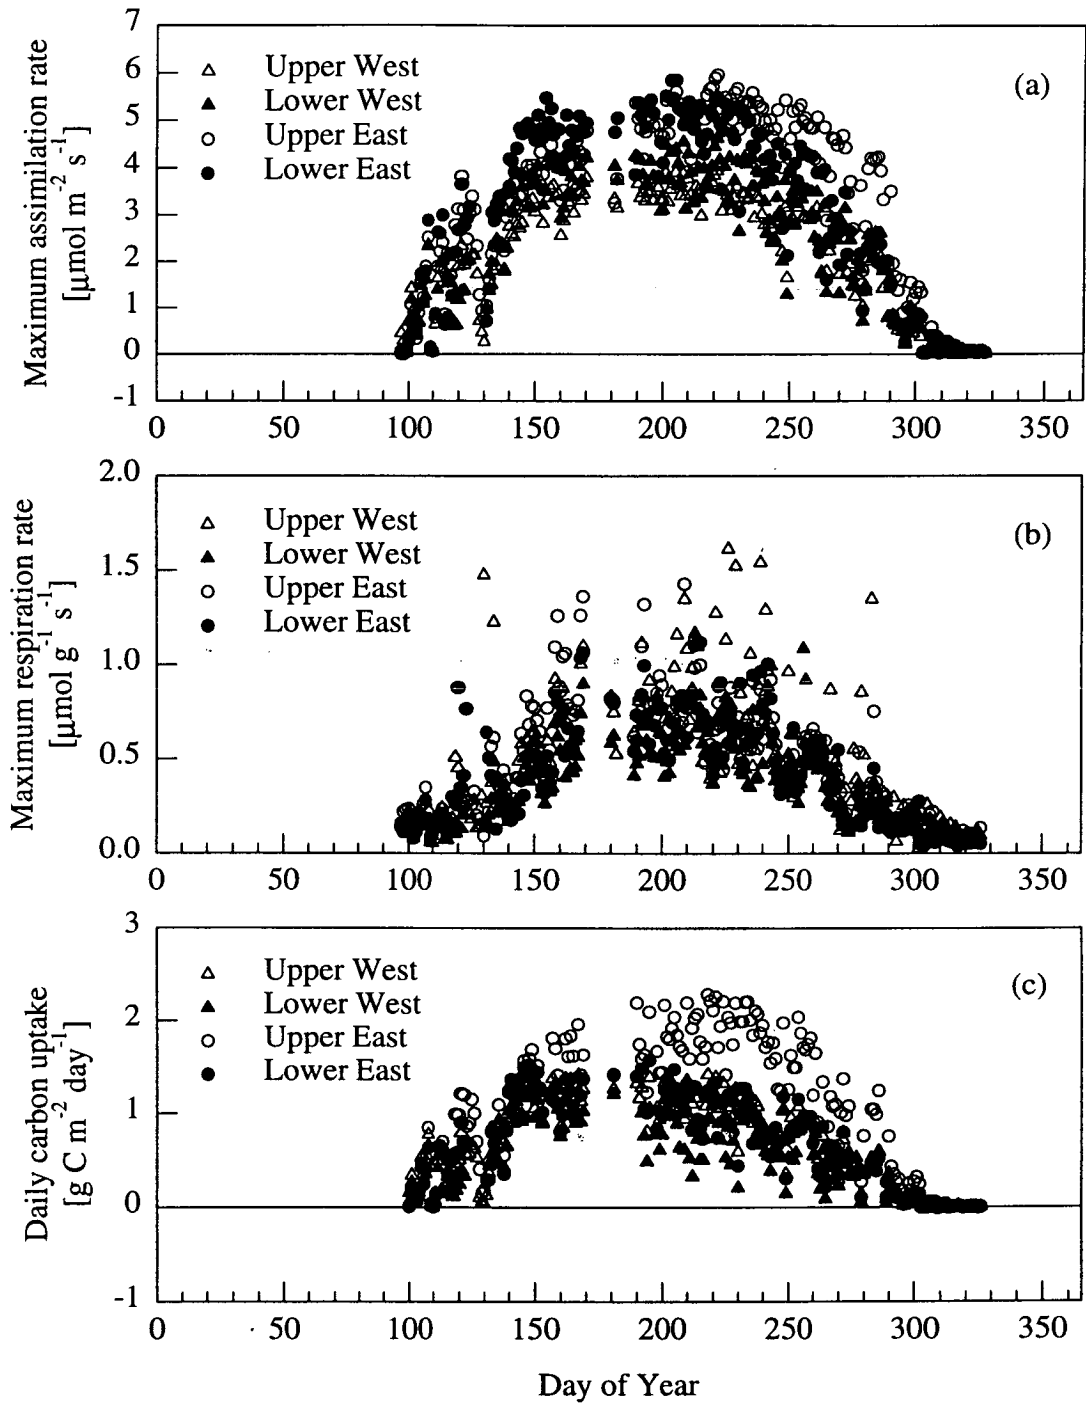 Maximum assimilation rate
[μmol m⁻² s⁻¹]
7
6
5
4
3
2
1
0
-1
Upper West
Lower West
Upper East
Lower East
(a)
0 50 100 150 200 250 300 350
Maximum respiration rate
[μmol g⁻¹ s⁻¹]
2.0
1.5
1.0
0.5
0.0
Upper West
Lower West
Upper East
Lower East
(b)
0 50 100 150 200 250 300 350
Daily carbon uptake
[g C m⁻² day⁻¹]
3
2
1
0
-1
Upper West
Lower West
Upper East
Lower East
(c)
0 50 100 150 200 250 300 350
Day of Year